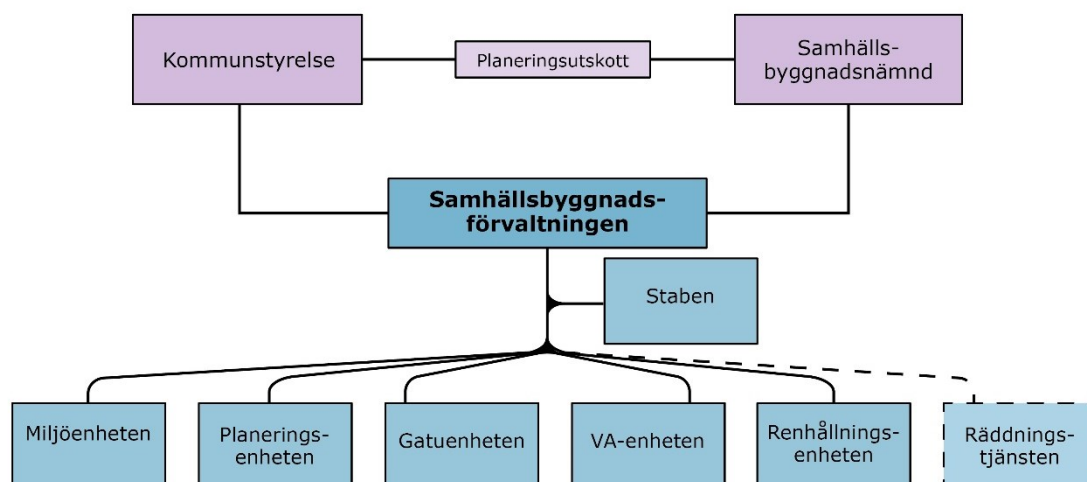 Kommunstyrelse
Planeringsutskott
Samhälls-
byggnadsnämnd
Samhällsbyggnads-
förvaltningen
Staben
Miljöenheten
Planerings-
enheten
Gatuenheten
VA-enheten
Renhållnings-
enheten
Räddnings-
tjänsten